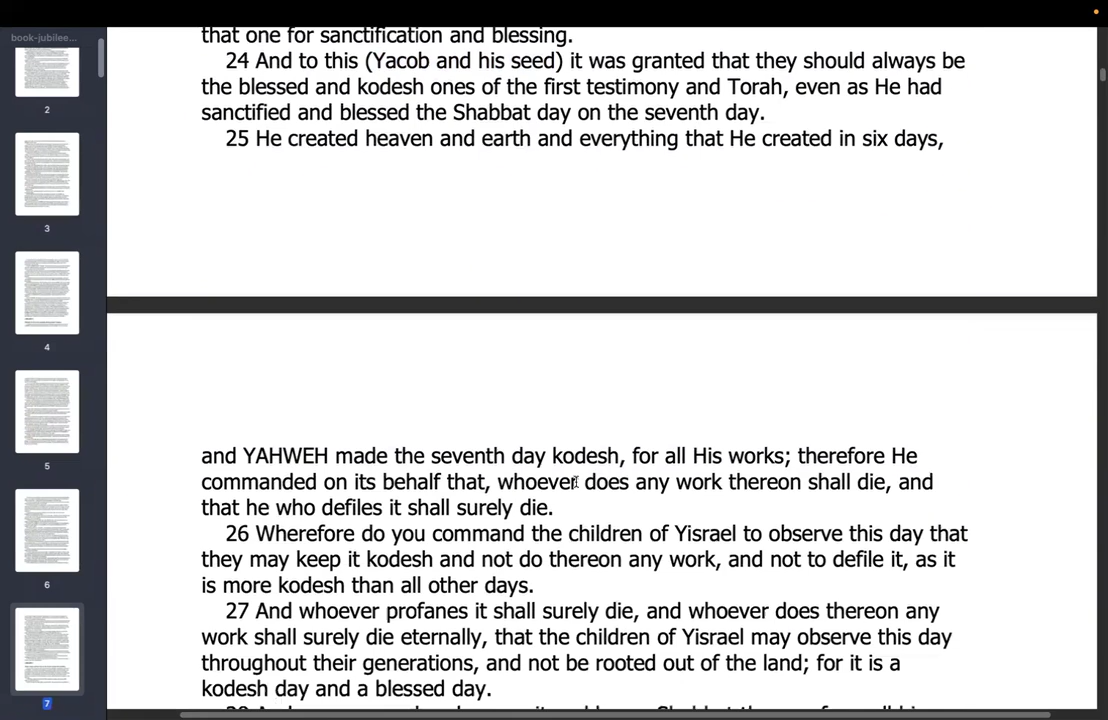 book-jubilee...
2
3
4
5
6
7
that one for sanctification and blessing.
24 And to this (Yacob and his seed) it was granted that they should always be
the blessed and kodesh ones of the first testimony and Torah, even as He had
sanctified and blessed the Shabbat day on the seventh day.
25 He created heaven and earth and everything that He created in six days,
and YAHWEH made the seventh day kodesh, for all His works; therefore He
commanded on its behalf that, whoever does any work thereon shall die, and
that he who defiles it shall surely die.
26 Wherefore do you command the children of Yisrael to observe this day that
they may keep it kodesh and not do thereon any work, and not to defile it, as it
is more kodesh than all other days.
27 And whoever profanes it shall surely die, and whoever does thereon any
work shall surely die eternally, that the children of Yisrael may observe this day
throughout their generations, and not be rooted out of the land; for it is a
kodesh day and a blessed day.